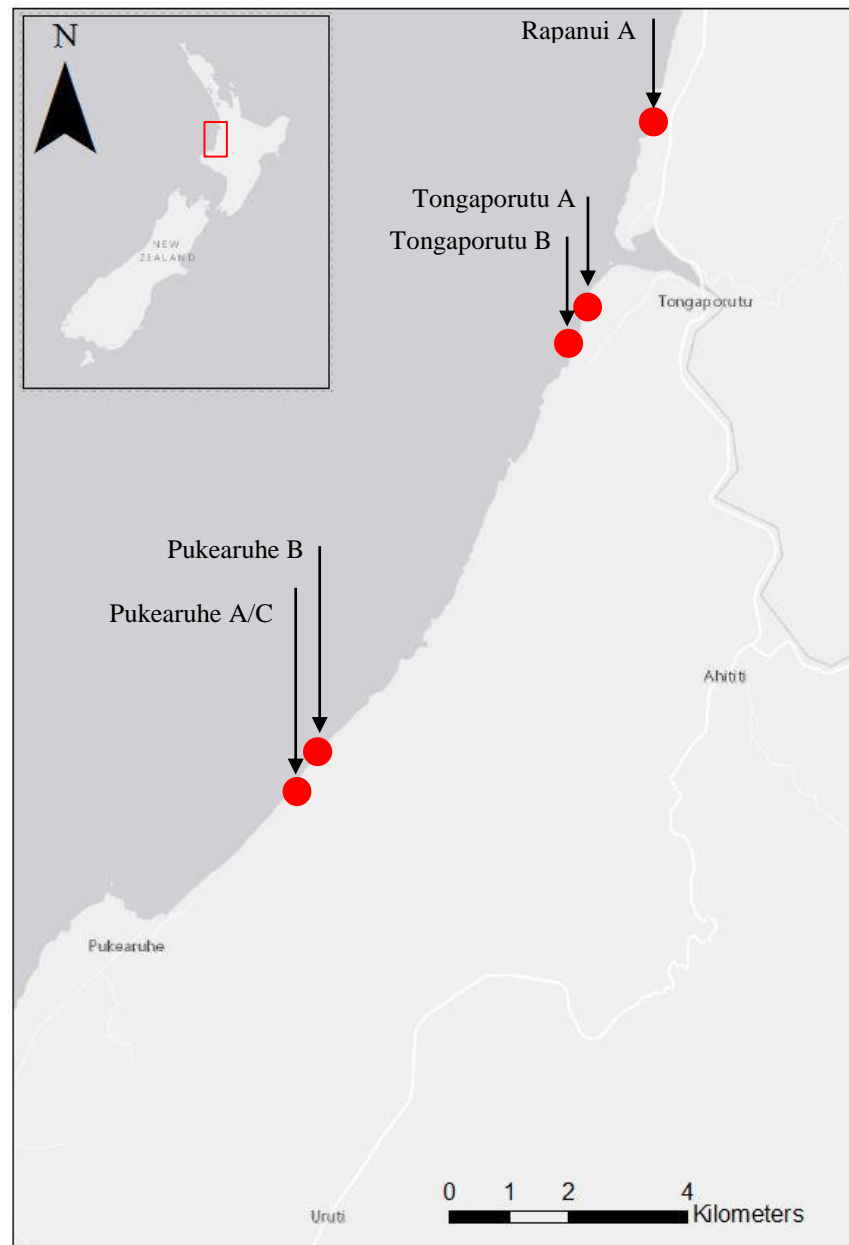 N
NEW
ZEALAND
Rapanui A
Tongaporutu A
Tongaporutu B
Tongaporutu
Pukearuhe B
Pukearuhe A/C
Ahititi
Pukearuhe
Uruti
0 1 2 4
Kilometers